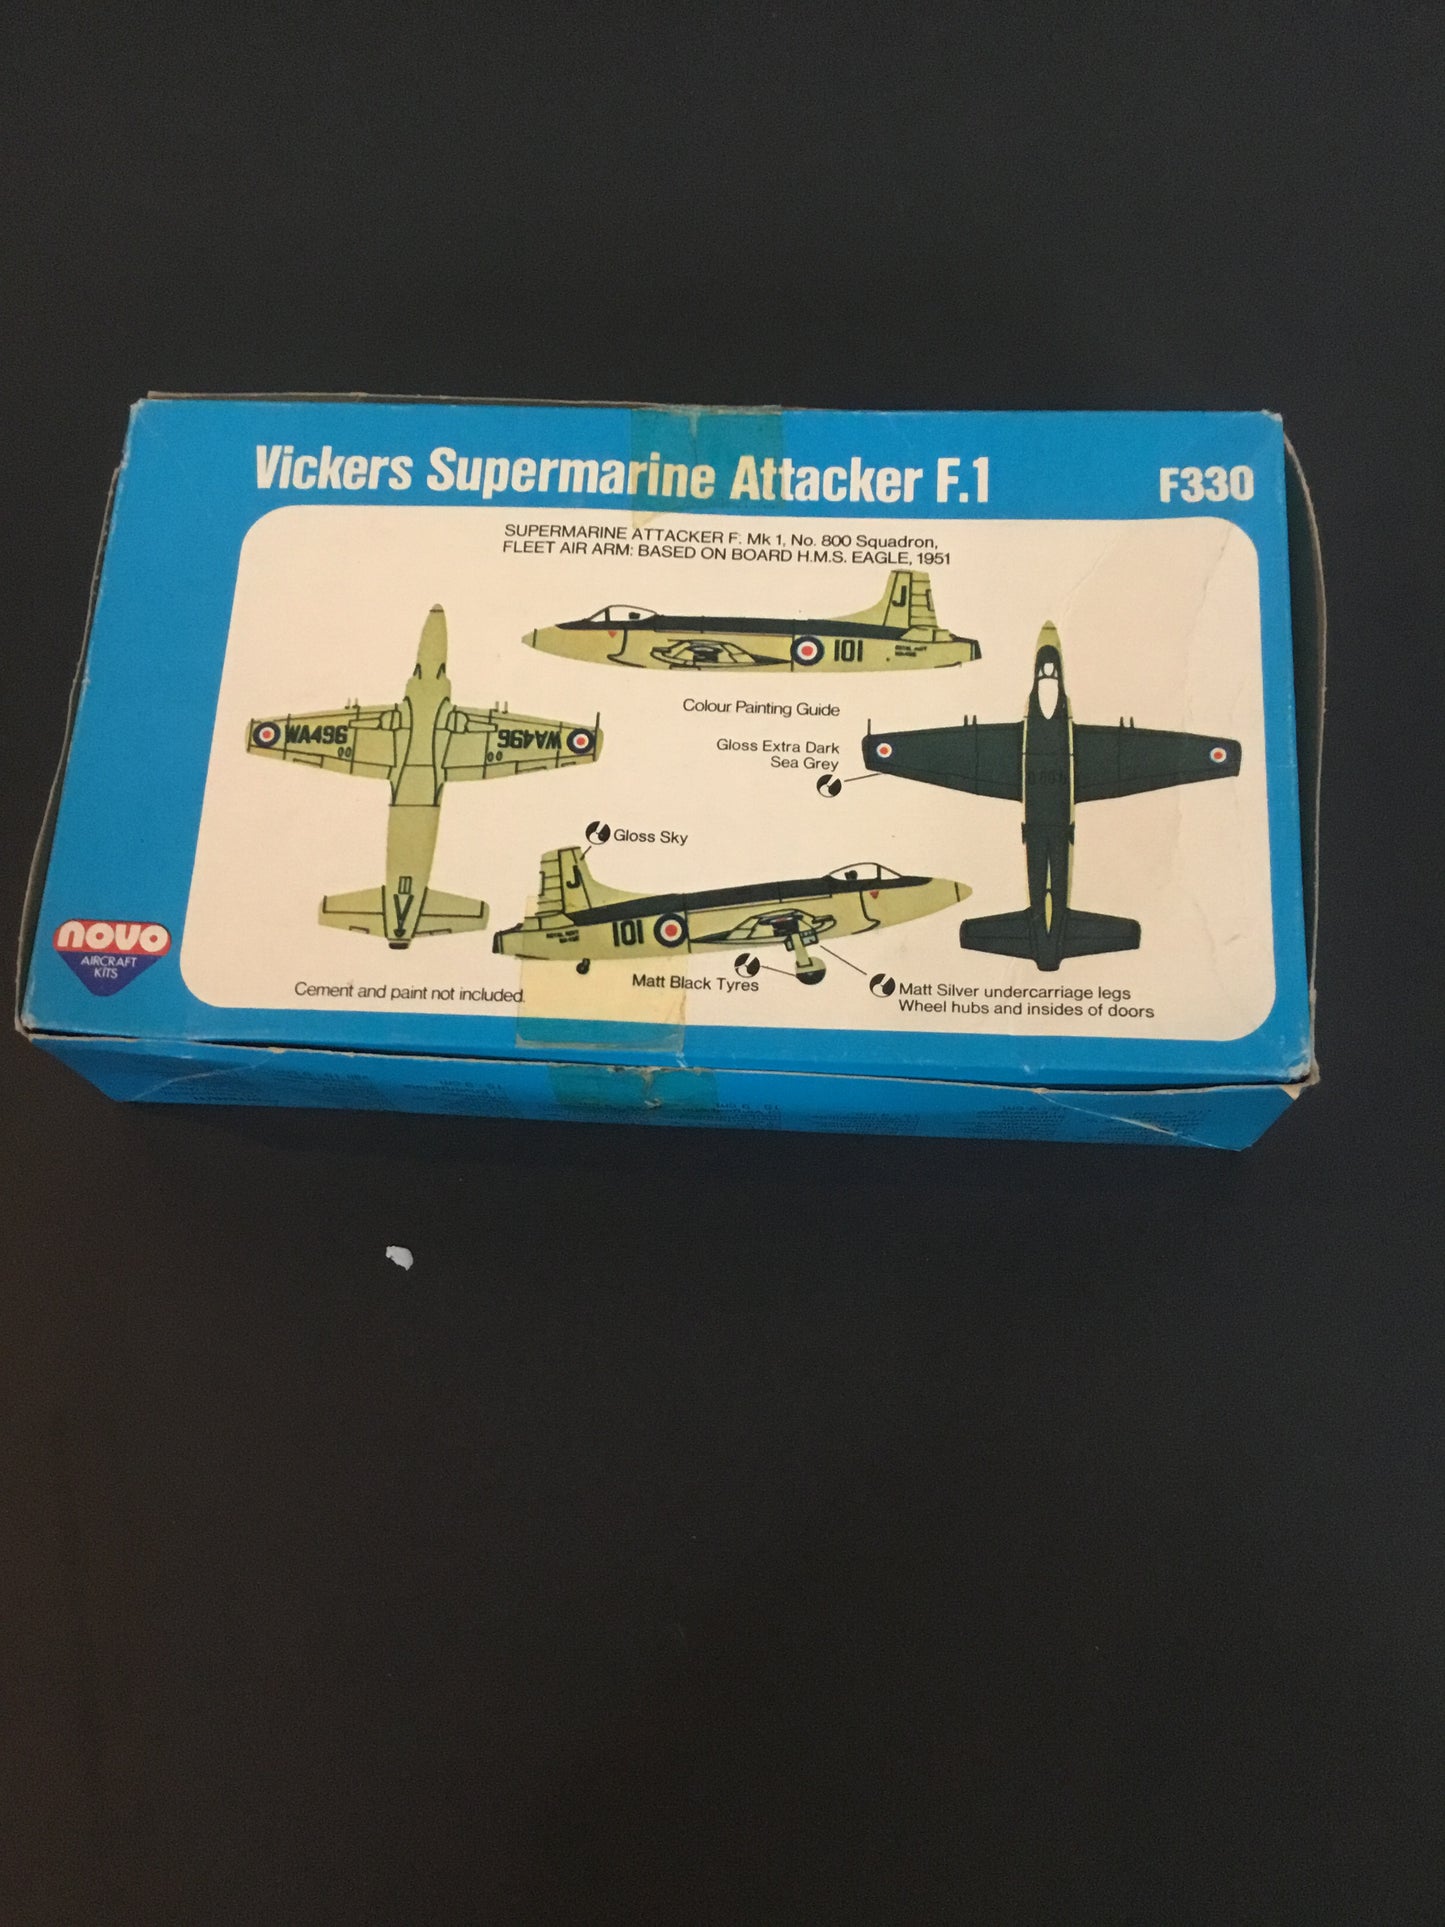 Vickers Supermarine Attacker F.1
F330
SUPERMARINE ATTACKER F. Mk 1, No. 800 Squadron,
FLEET AIR ARM: BASED ON BOARD H.M.S. EAGLE, 1951
J
101
WA496
WA496
Colour Painting Guide
Gloss Extra Dark
Sea Grey
Gloss Sky
J
101
Matt Black Tyres
Matt Silver undercarriage legs
Wheel hubs and insides of doors
Cement and paint not included.
novo
AIRCRAFT
KITS